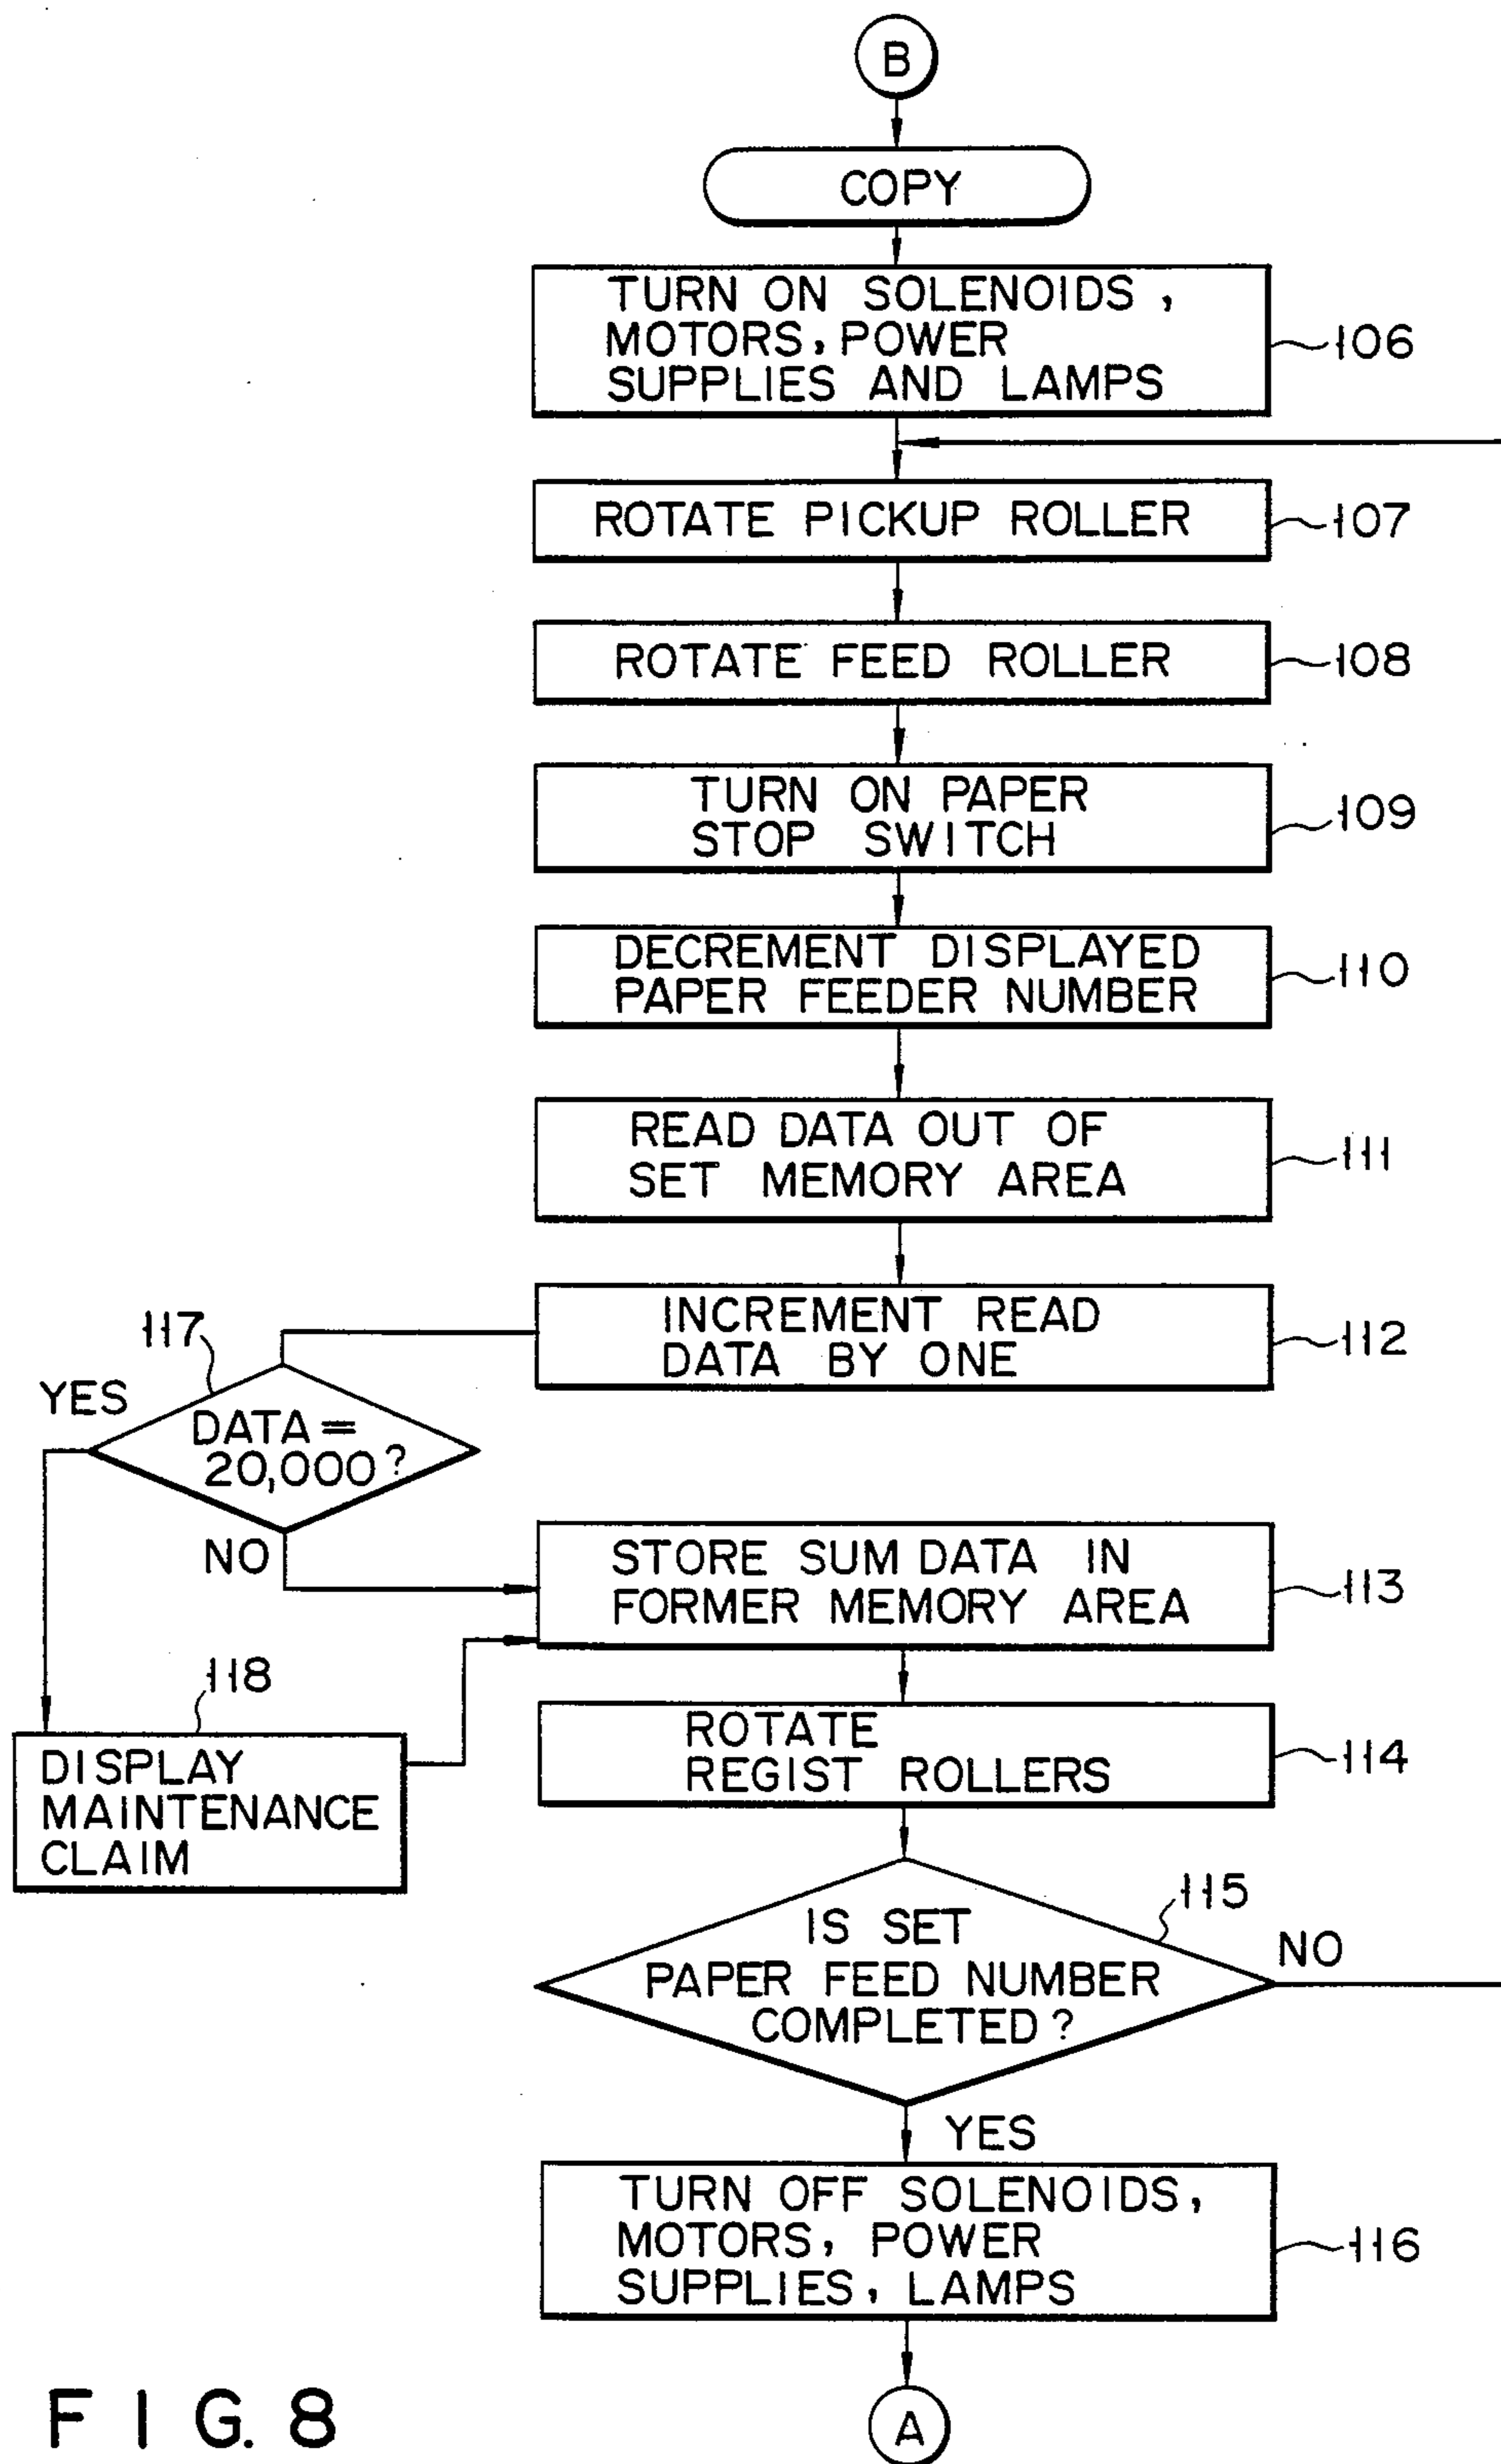 B
COPY
TURN ON SOLENOIDS,
MOTORS, POWER
SUPPLIES AND LAMPS
106
ROTATE PICKUP ROLLER
107
ROTATE FEED ROLLER
108
TURN ON PAPER
STOP SWITCH
109
DECREMENT DISPLAYED
PAPER FEEDER NUMBER
110
READ DATA OUT OF
SET MEMORY AREA
111
INCREMENT READ
DATA BY ONE
112
117
YES
DATA =
20,000?
NO
STORE SUM DATA IN
FORMER MEMORY AREA
113
118
DISPLAY
MAINTENANCE
CLAIM
ROTATE
REGIST ROLLERS
114
115
IS SET
PAPER FEED NUMBER
COMPLETED?
NO
YES
TURN OFF SOLENOIDS,
MOTORS, POWER
SUPPLIES, LAMPS
116
A
FIG. 8